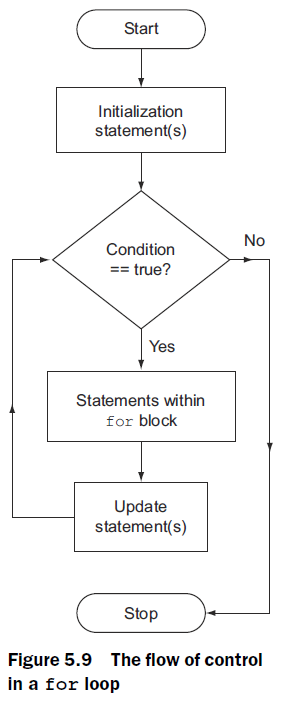 Start
Initialization
statement(s)
Condition
== true?
No
Yes
Statements within
for block
Update
statement(s)
Stop
Figure 5.9 The flow of control
in a for loop